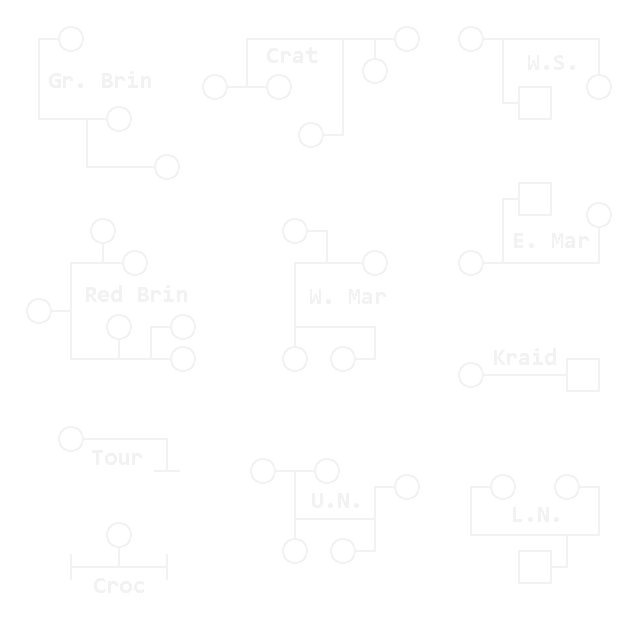 Gr. Brin
Crat
W.S.
Red Brin
W. Mar
E. Mar
Kraid
Tour
U.N.
L.N.
Croc